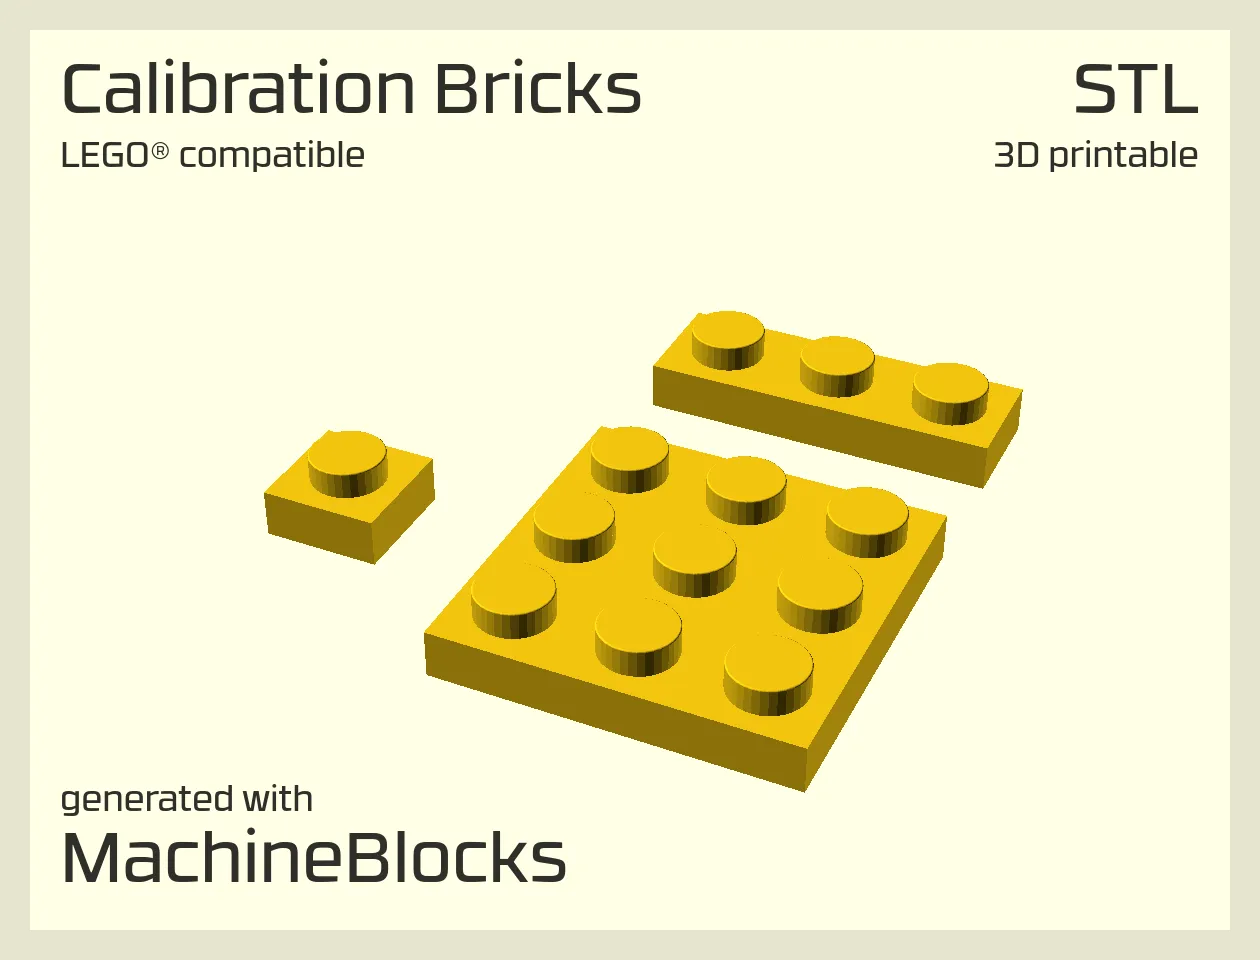 Calibration Bricks
STL
LEGO® compatible
3D printable
generated with
MachineBlocks